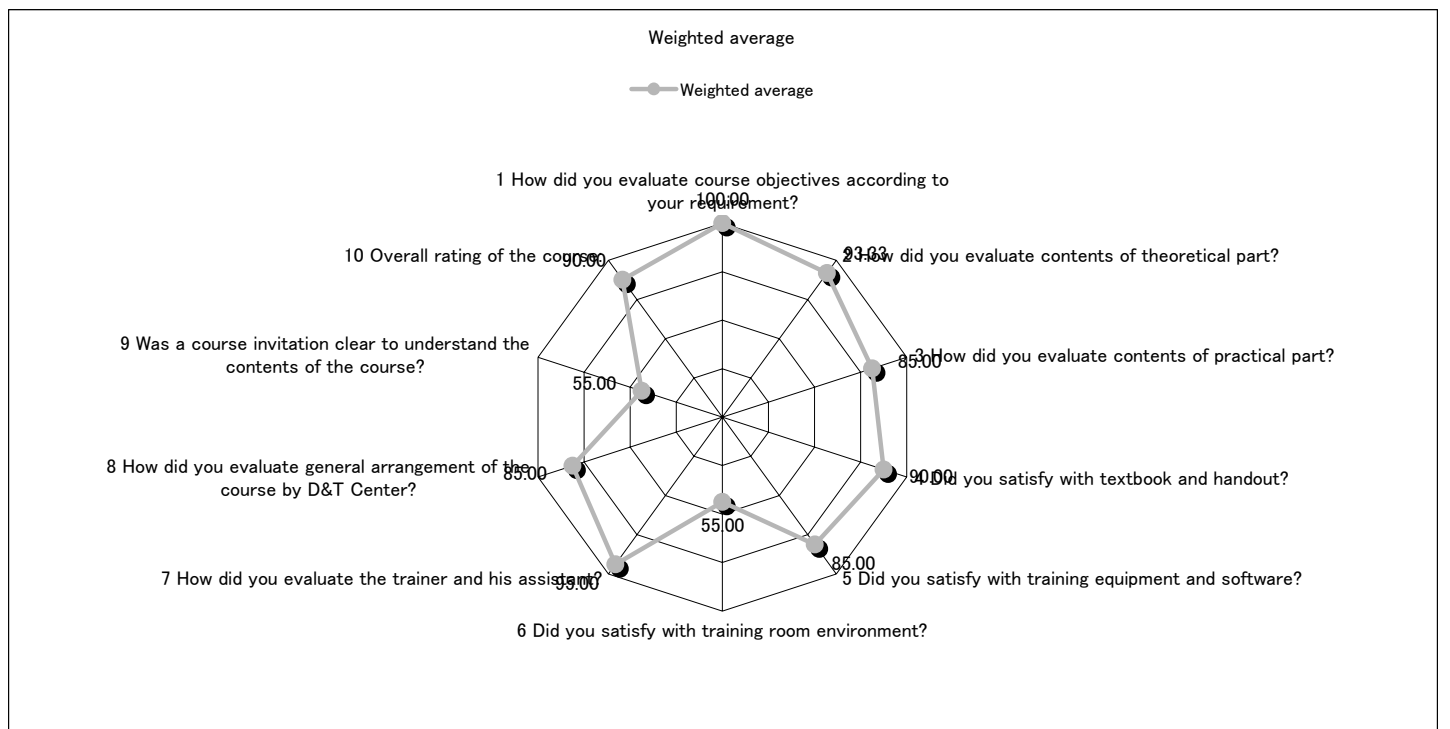 Weighted average
Weighted average
1 How did you evaluate course objectives according to
your requirement?
100.00
2 How did you evaluate contents of theoretical part?
93.33
3 How did you evaluate contents of practical part?
85.00
4 Did you satisfy with textbook and handout?
90.00
5 Did you satisfy with training equipment and software?
85.00
6 Did you satisfy with training room environment?
55.00
7 How did you evaluate the trainer and his assistant?
95.00
8 How did you evaluate general arrangement of the
course by D&T Center?
85.00
9 Was a course invitation clear to understand the
contents of the course?
55.00
10 Overall rating of the course
90.00